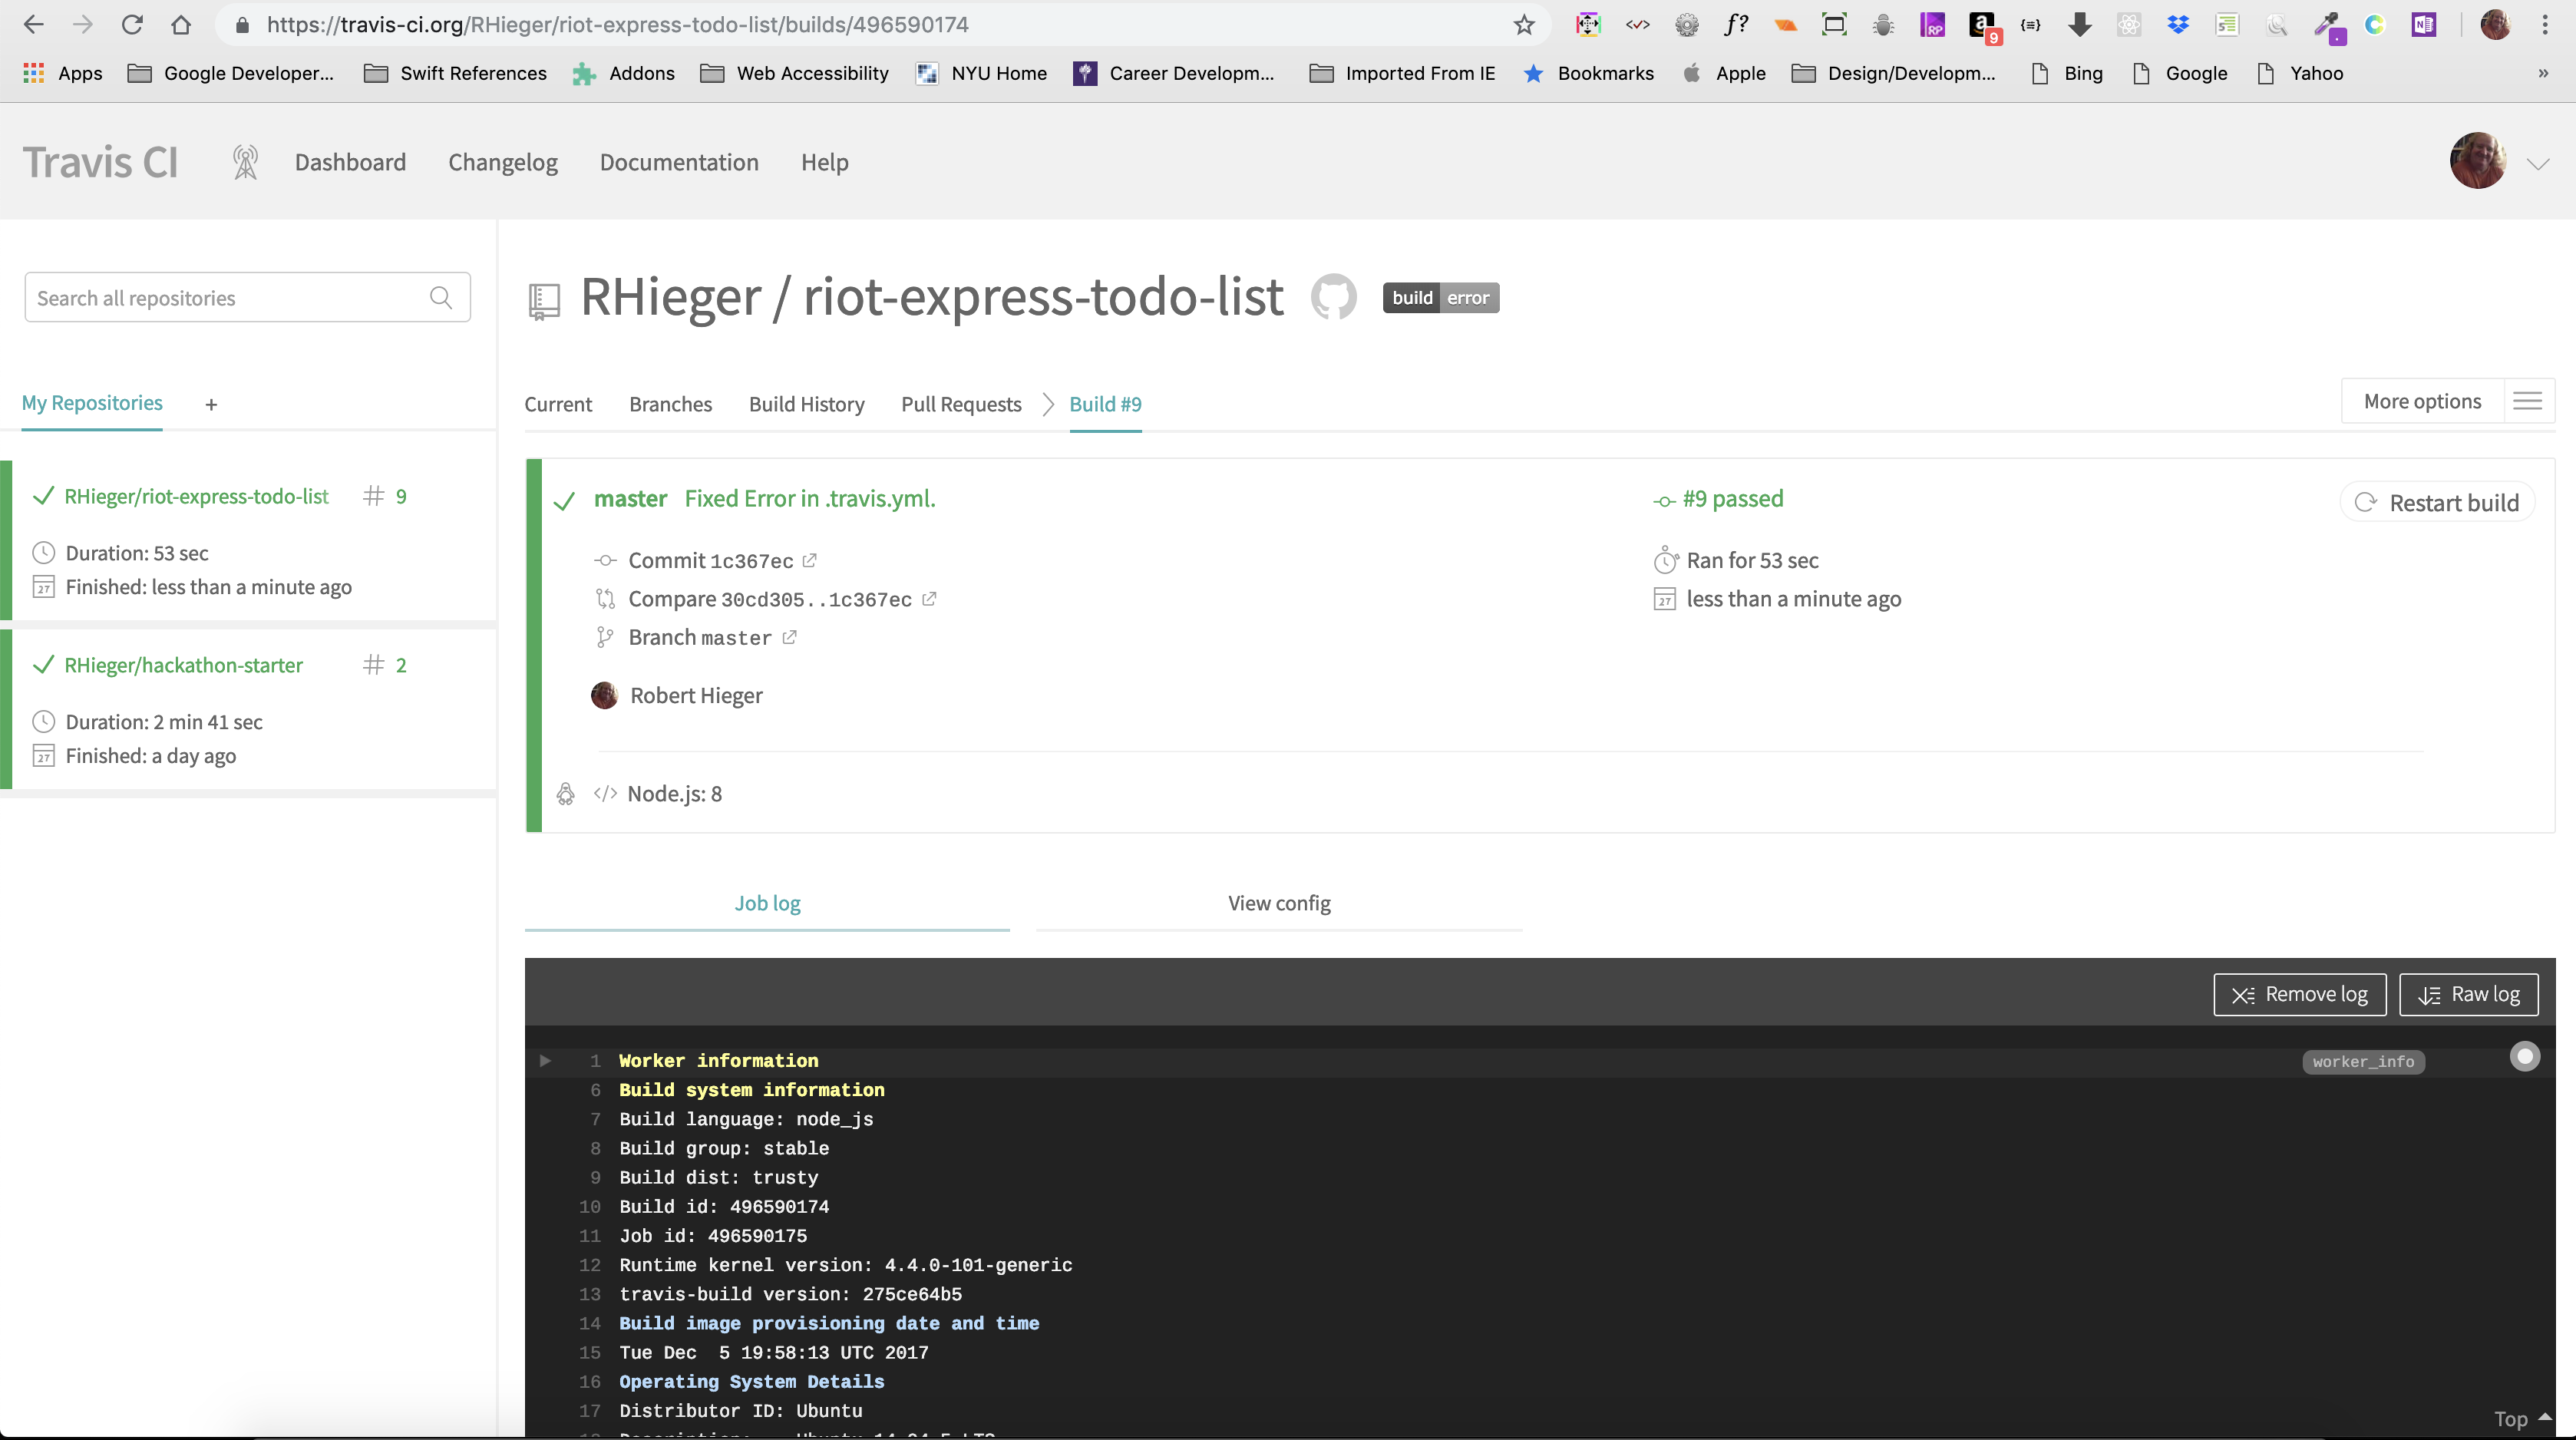 https://travis-ci.org/RHieger/riot-express-todo-list/builds/496590174
f?
RP
a
9
Apps Google Developer... Swift References Addons Web Accessibility NYU Home Career Developm... Imported From IE Bookmarks Apple Design/Developm... Bing Google Yahoo »
Travis CI Dashboard Changelog Documentation Help
Search all repositories
RHieger / riot-express-todo-list build error
My Repositories +
Current Branches Build History Pull Requests Build #9 More options
RHieger/riot-express-todo-list # 9
Duration: 53 sec
27 Finished: less than a minute ago
RHieger/hackathon-starter # 2
Duration: 2 min 41 sec
27 Finished: a day ago
master Fixed Error in .travis.yml. #9 passed Restart build
Commit 1c367ec Ran for 53 sec
Compare 30cd305..1c367ec 27 less than a minute ago
Branch master
Robert Hieger
</> Node.js: 8
Job log View config
Remove log Raw log
1 Worker information worker_info
6 Build system information
7 Build language: node_js
8 Build group: stable
9 Build dist: trusty
10 Build id: 496590174
11 Job id: 496590175
12 Runtime kernel version: 4.4.0-101-generic
13 travis-build version: 275ce64b5
14 Build image provisioning date and time
15 Tue Dec  5 19:58:13 UTC 2017
16 Operating System Details
17 Distributor ID: Ubuntu
Top